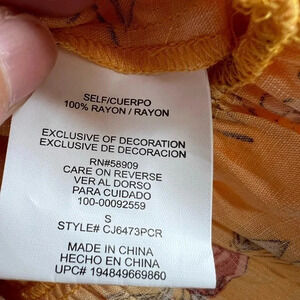 SELF/CUERPO
100% RAYON / RAYON
EXCLUSIVE OF DECORATION
EXCLUSIVE DE DECORACION
RN#58909
CARE ON REVERSE
VER AL DORSO
PARA CUIDADO
100-00092559
S
STYLE# CJ6473PCR
MADE IN CHINA
HECHO EN CHINA
UPC# 194849669860